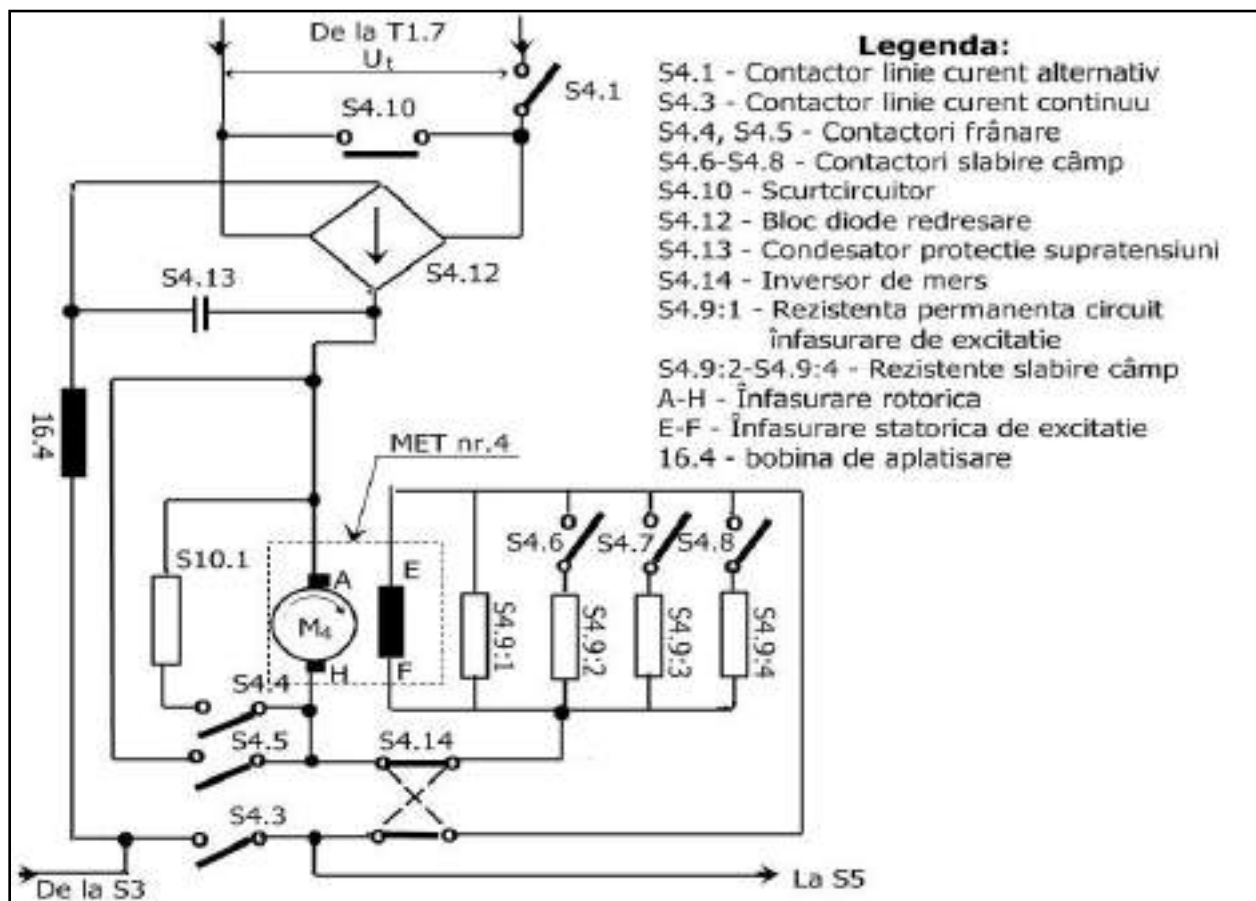 De la T1.7
Ut
S4.1
S4.10
S4.12
S4.13
16.4
MET nr.4
S10.1
A
M4
H
E
F
S4.9:1
S4.6
S4.7
S4.8
S4.9:2
S4.9:3
S4.9:4
S4.4
S4.5
S4.14
S4.3
De la S3
La S5
Legenda:
S4.1 - Contactor linie curent alternativ
S4.3 - Contactor linie curent continuu
S4.4, S4.5 - Contactori frânare
S4.6-S4.8 - Contactori slabire câmp
S4.10 - Scurtcircuitor
S4.12 - Bloc diode redresare
S4.13 - Condesator protectie supratensiuni
S4.14 - Inversor de mers
S4.9:1 - Rezistenta permanenta circuit
înfasurare de excitatie
S4.9:2-S4.9:4 - Rezistente slabire câmp
A-H - Înfasurare rotorica
E-F - Înfasurare statorica de excitatie
16.4 - bobina de aplatisare